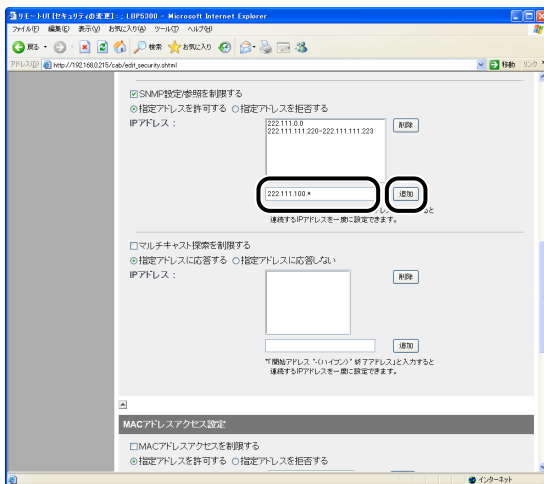 リモートUI [セキュリティの変更] : ; LBP5300 - Microsoft Internet Explorer
ファイル(F) 編集(E) 表示(V) お気に入り(A) ツール(T) ヘルプ(H)
戻る 検索 お気に入り
アドレス(D) http://192.168.0.215/cab/edit_security.shtml 移動 リンク
SNMP設定/参照を制限する
指定アドレスを許可する 指定アドレスを拒否する
IPアドレス:
222.111.0.0
222.111.111.220-222.111.111.223
削除
222.111.100.* 追加
連続するIPアドレスを一度に設定できます。
マルチキャスト探索を制限する
指定アドレスに応答する 指定アドレスに応答しない
IPアドレス:
削除
追加
*「開始アドレス "-(ハイフン)" 終了アドレス」と入力すると
連続するIPアドレスを一度に設定できます。
MACアドレスアクセス設定
MACアドレスアクセスを制限する
指定アドレスを許可する 指定アドレスを拒否する
インターネット